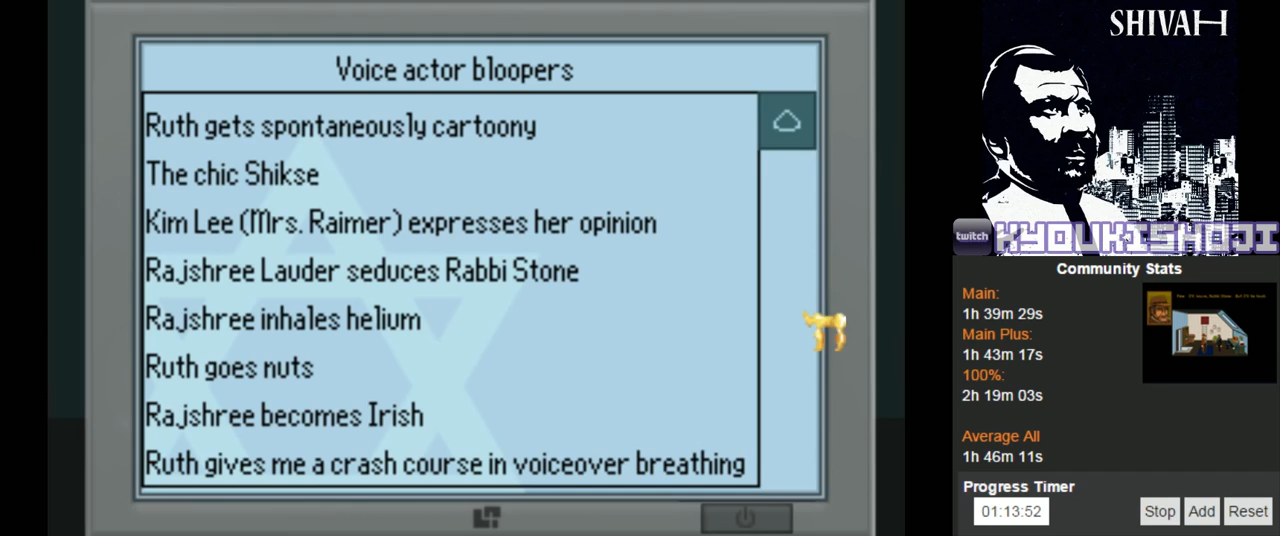 Voice actor bloopers
Ruth gets spontaneously cartoony
The chic Shikse
Kim Lee (Mrs. Raimer) expresses her opinion
Rajshree Lauder seduces Rabbi Stone
Rajshree inhales helium
Ruth goes nuts
Rajshree becomes Irish
Ruth gives me a crash course in voiceover breathing
SHIVAH
twitch KYOUKISHOJI
Community Stats
Main:
1h 39m 29s
Main Plus:
1h 43m 17s
100%:
2h 19m 03s
Average All
1h 46m 11s
Progress Timer
01:13:52 Stop Add Reset